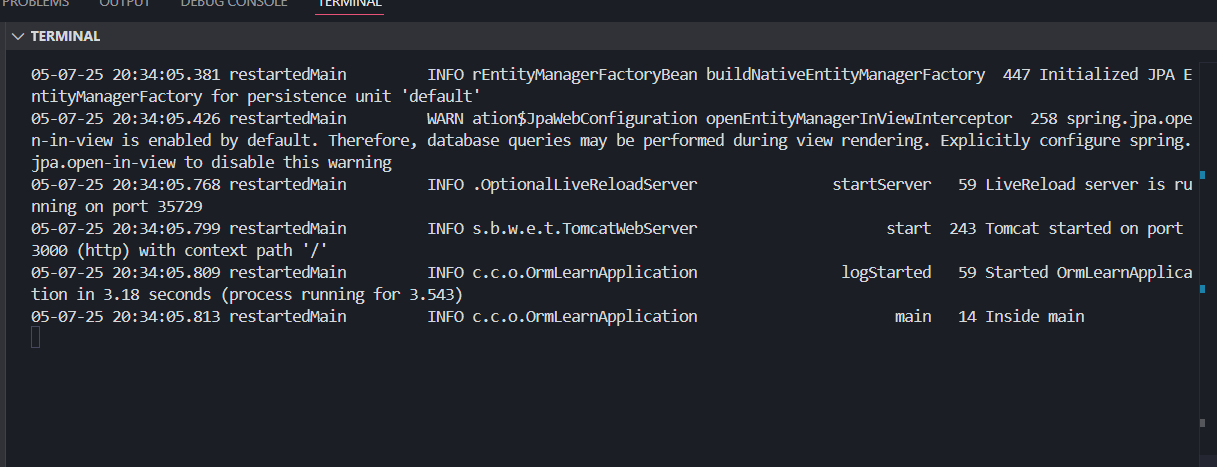 PROBLEMS OUTPUT DEBUG CONSOLE TERMINAL
TERMINAL
05-07-25 20:34:05.381 restartedMain INFO rEntityManagerFactoryBean buildNativeEntityManagerFactory 447 Initialized JPA E
ntityManagerFactory for persistence unit 'default'
05-07-25 20:34:05.426 restartedMain WARN ation$JpaWebConfiguration openEntityManagerInViewInterceptor 258 spring.jpa.ope
n-in-view is enabled by default. Therefore, database queries may be performed during view rendering. Explicitly configure spring.
jpa.open-in-view to disable this warning
05-07-25 20:34:05.768 restartedMain INFO .OptionalLiveReloadServer startServer 59 LiveReload server is ru
nning on port 35729
05-07-25 20:34:05.799 restartedMain INFO s.b.w.e.t.TomcatWebServer start 243 Tomcat started on port
3000 (http) with context path '/'
05-07-25 20:34:05.809 restartedMain INFO c.c.o.OrmLearnApplication logStarted 59 Started OrmLearnApplica
tion in 3.18 seconds (process running for 3.543)
05-07-25 20:34:05.813 restartedMain INFO c.c.o.OrmLearnApplication main 14 Inside main